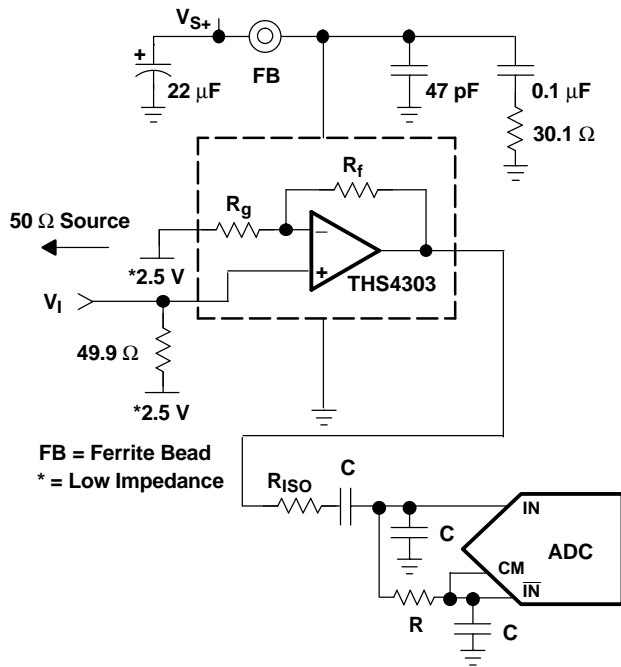 VS+
+
22 μF
FB
47 pF
0.1 μF
30.1 Ω
Rf
Rg
50 Ω Source
−
+
*2.5 V
THS4303
VI
49.9 Ω
*2.5 V
FB = Ferrite Bead
* = Low Impedance
RISO
C
IN
C
ADC
CM
IN
R
C